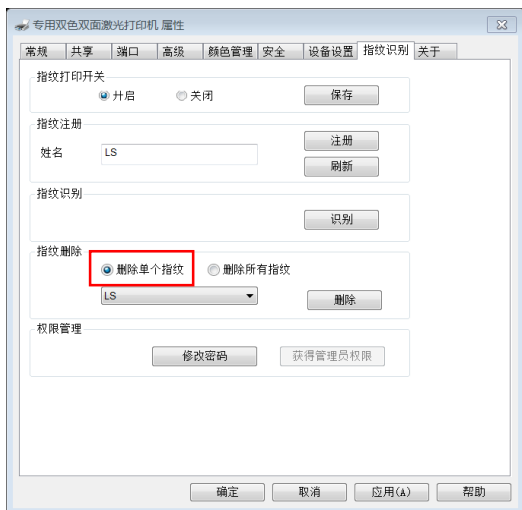 专用双色双面激光打印机 属性
常规 共享 端口 高级 颜色管理 安全 设备设置 指纹识别 关于
指纹打印开关
开启 关闭 保存
指纹注册
注册
姓名 LS
刷新
指纹识别
识别
指纹删除
删除单个指纹 删除所有指纹
LS 删除
权限管理
修改密码 获得管理员权限
确定 取消 应用(A) 帮助